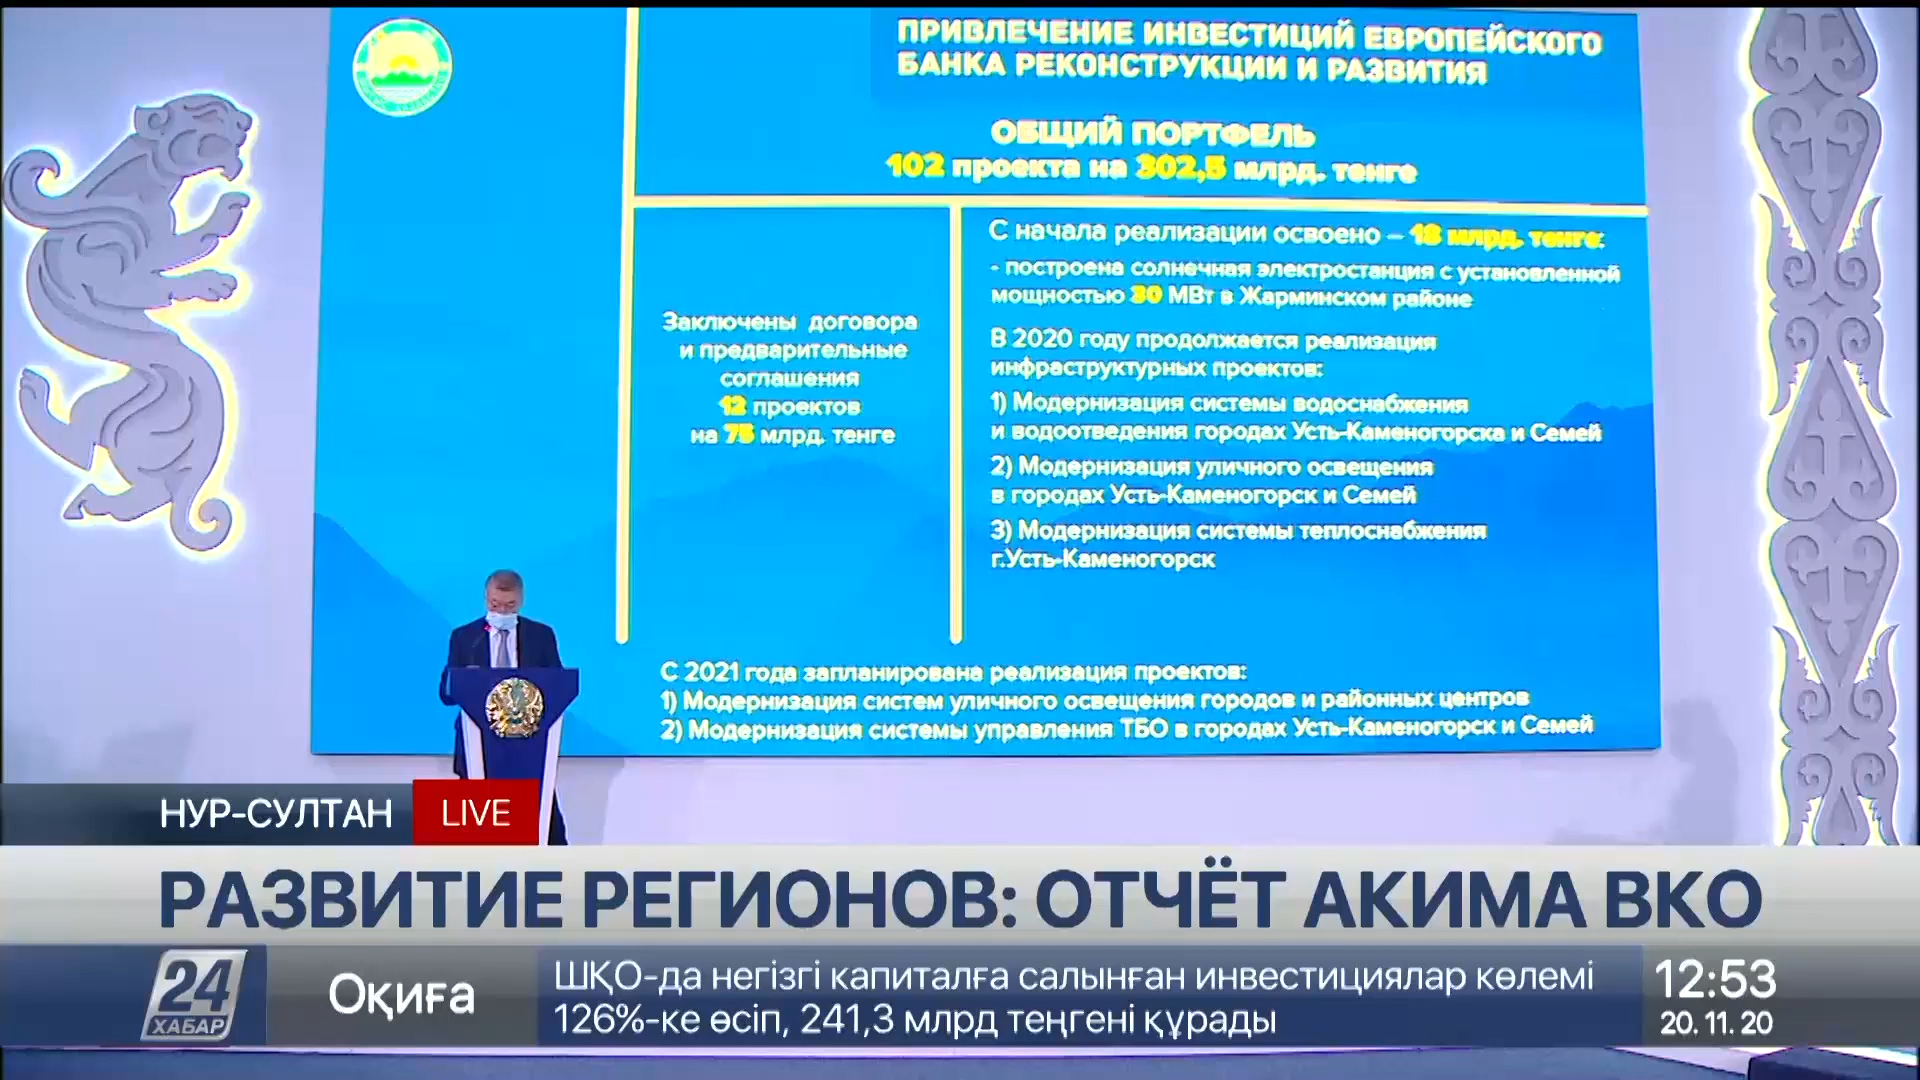 ПРИВЛЕЧЕНИЕ ИНВЕСТИЦИЙ ЕВРОПЕЙСКОГО
БАНКА РЕКОНСТРУКЦИИ И РАЗВИТИЯ
ОБЩИЙ ПОРТФЕЛЬ
102 проекта на 302,5 млрд. тенге
Заключены договора
и предварительные
соглашения
12 проектов
на 75 млрд. тенге
С начала реализации освоено – 18 млрд. тенге:
- построена солнечная электростанция с установленной
мощностью 30 МВт в Жарминском районе
В 2020 году продолжается реализация
инфраструктурных проектов:
1) Модернизация системы водоснабжения
и водоотведения городах Усть-Каменогорска и Семей
2) Модернизация уличного освещения
в городах Усть-Каменогорск и Семей
3) Модернизация системы теплоснабжения
г.Усть-Каменогорск
С 2021 года запланирована реализация проектов:
1) Модернизация систем уличного освещения городов и районных центров
2) Модернизация системы управления ТБО в городах Усть-Каменогорск и Семей
НУР-СУЛТАН LIVE
РАЗВИТИЕ РЕГИОНОВ: ОТЧЁТ АКИМА ВКО
24
ХАБАР
Оқиға
ШҚО-да негізгі капиталға салынған инвестициялар көлемі
126%-ке өсіп, 241,3 млрд теңгені құрады
12:53
20. 11. 20